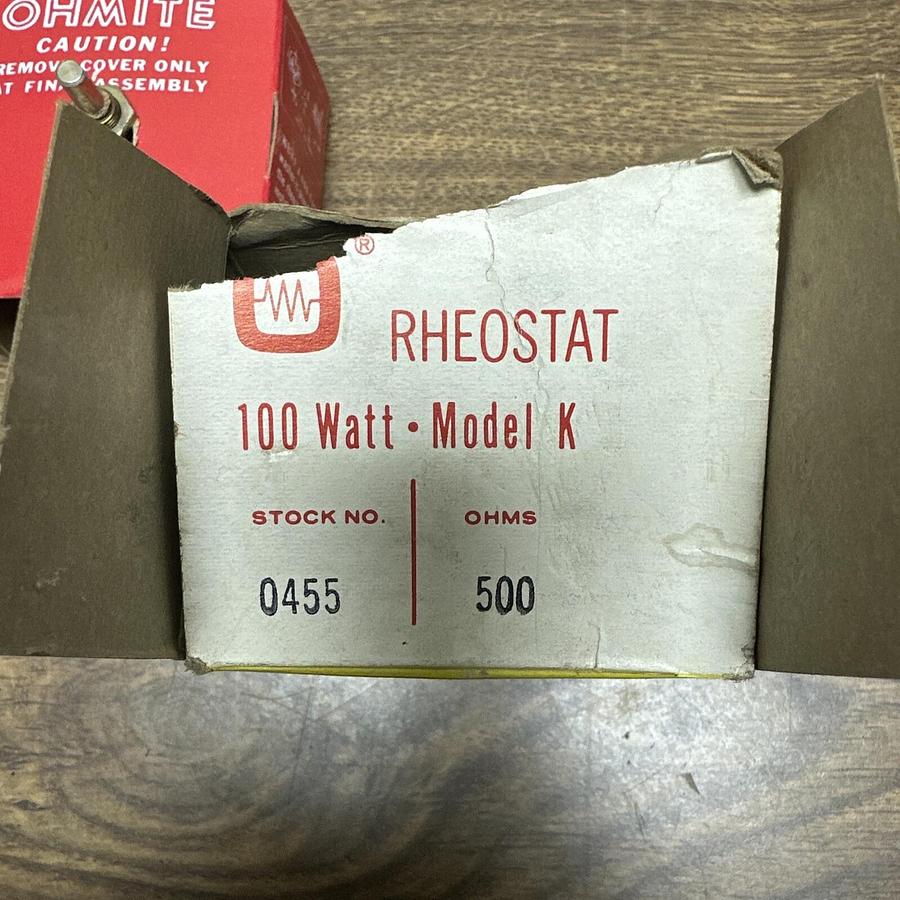 OHMITE
CAUTION!
REMOVE COVER ONLY
AT FINAL ASSEMBLY
®
RHEOSTAT
100 Watt • Model K
STOCK NO. OHMS
0455 500